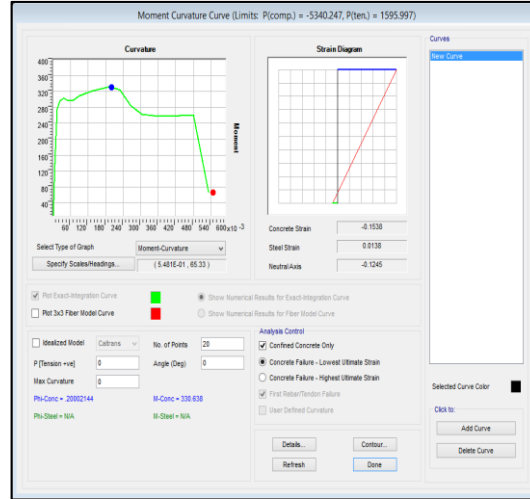 Moment Curvature Curve (Limits: P(comp.) = -5340.247, P(ten.) = 1595.997)
Curvature
400
360
320
280
240
200
160
120
80
40
Moment
60 120 180 240 300 360 420 480 540 600x10 -3
Select Type of Graph
Moment-Curvature
Specify Scales/Headings...
( 5.481E-01 , 65.33 )
Strain Diagram
Concrete Strain
-0.1538
Steel Strain
0.0138
Neutral Axis
-0.1245
Curves
New Curve
Plot Exact-Integration Curve
Show Numerical Results for Exact-Integration Curve
Plot 3x3 Fiber Model Curve
Show Numerical Results for Fiber Model Curve
Idealized Model
Caltrans
No. of Points
20
P [Tension +ve]
0
Angle (Deg)
0
Max Curvature
0
Phi-Conc = .20002144
M-Conc = 330.638
Phi-Steel = N/A
M-Steel = N/A
Analysis Control
Confined Concrete Only
Concrete Failure - Lowest Ultimate Strain
Concrete Failure - Highest Ultimate Strain
First Rebar/Tendon Failure
User Defined Curvature
Details...
Contour...
Refresh
Done
Selected Curve Color
Click to:
Add Curve
Delete Curve